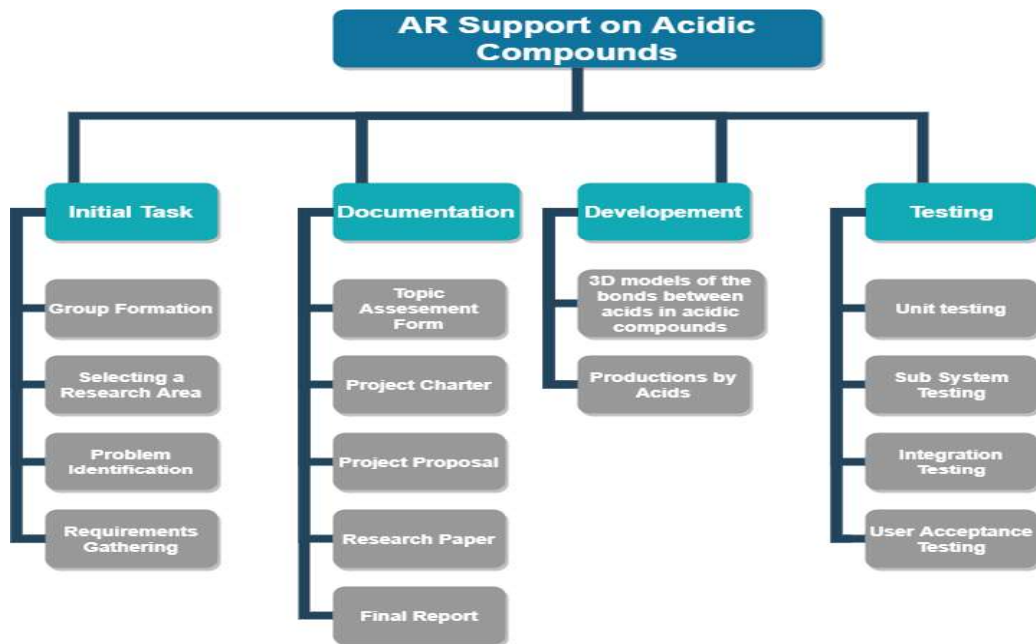 AR Support on Acidic
Compounds
Initial Task
Documentation
Developement
Testing
Group Formation
Selecting a
Research Area
Problem
Identification
Requirements
Gathering
Topic
Assesement
Form
Project Charter
Project Proposal
Research Paper
Final Report
3D models of the
bonds between
acids in acidic
compounds
Productions by
Acids
Unit testing
Sub System
Testing
Integration
Testing
User Acceptance
Testing